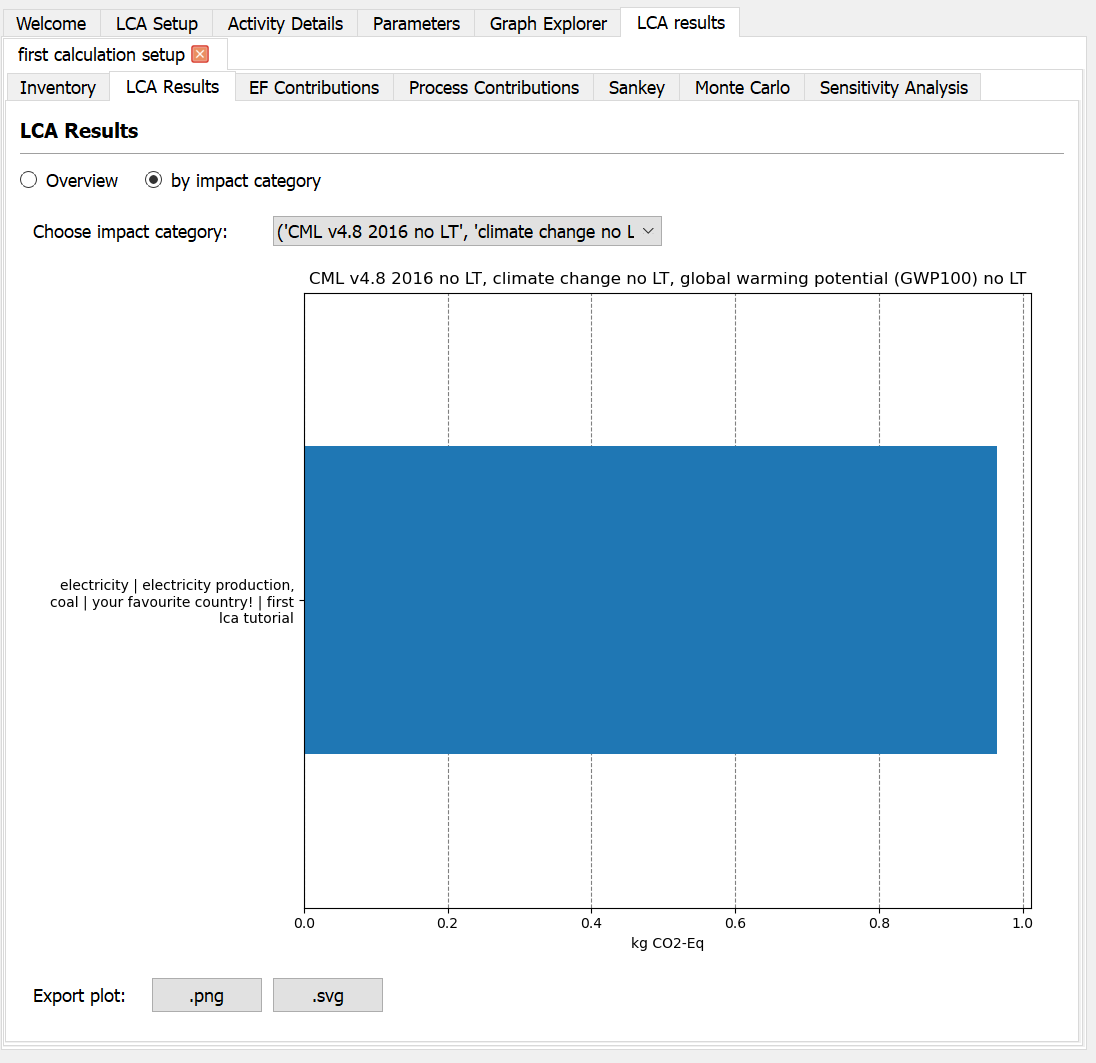 Welcome LCA Setup Activity Details Parameters Graph Explorer LCA results
first calculation setup
Inventory LCA Results EF Contributions Process Contributions Sankey Monte Carlo Sensitivity Analysis
LCA Results
Overview by impact category
Choose impact category: ('CML v4.8 2016 no LT', 'climate change no L
CML v4.8 2016 no LT, climate change no LT, global warming potential (GWP100) no LT
electricity | electricity production,
coal | your favourite country! | first
lca tutorial
0.0 0.2 0.4 0.6 0.8 1.0
kg CO2-Eq
Export plot: .png .svg